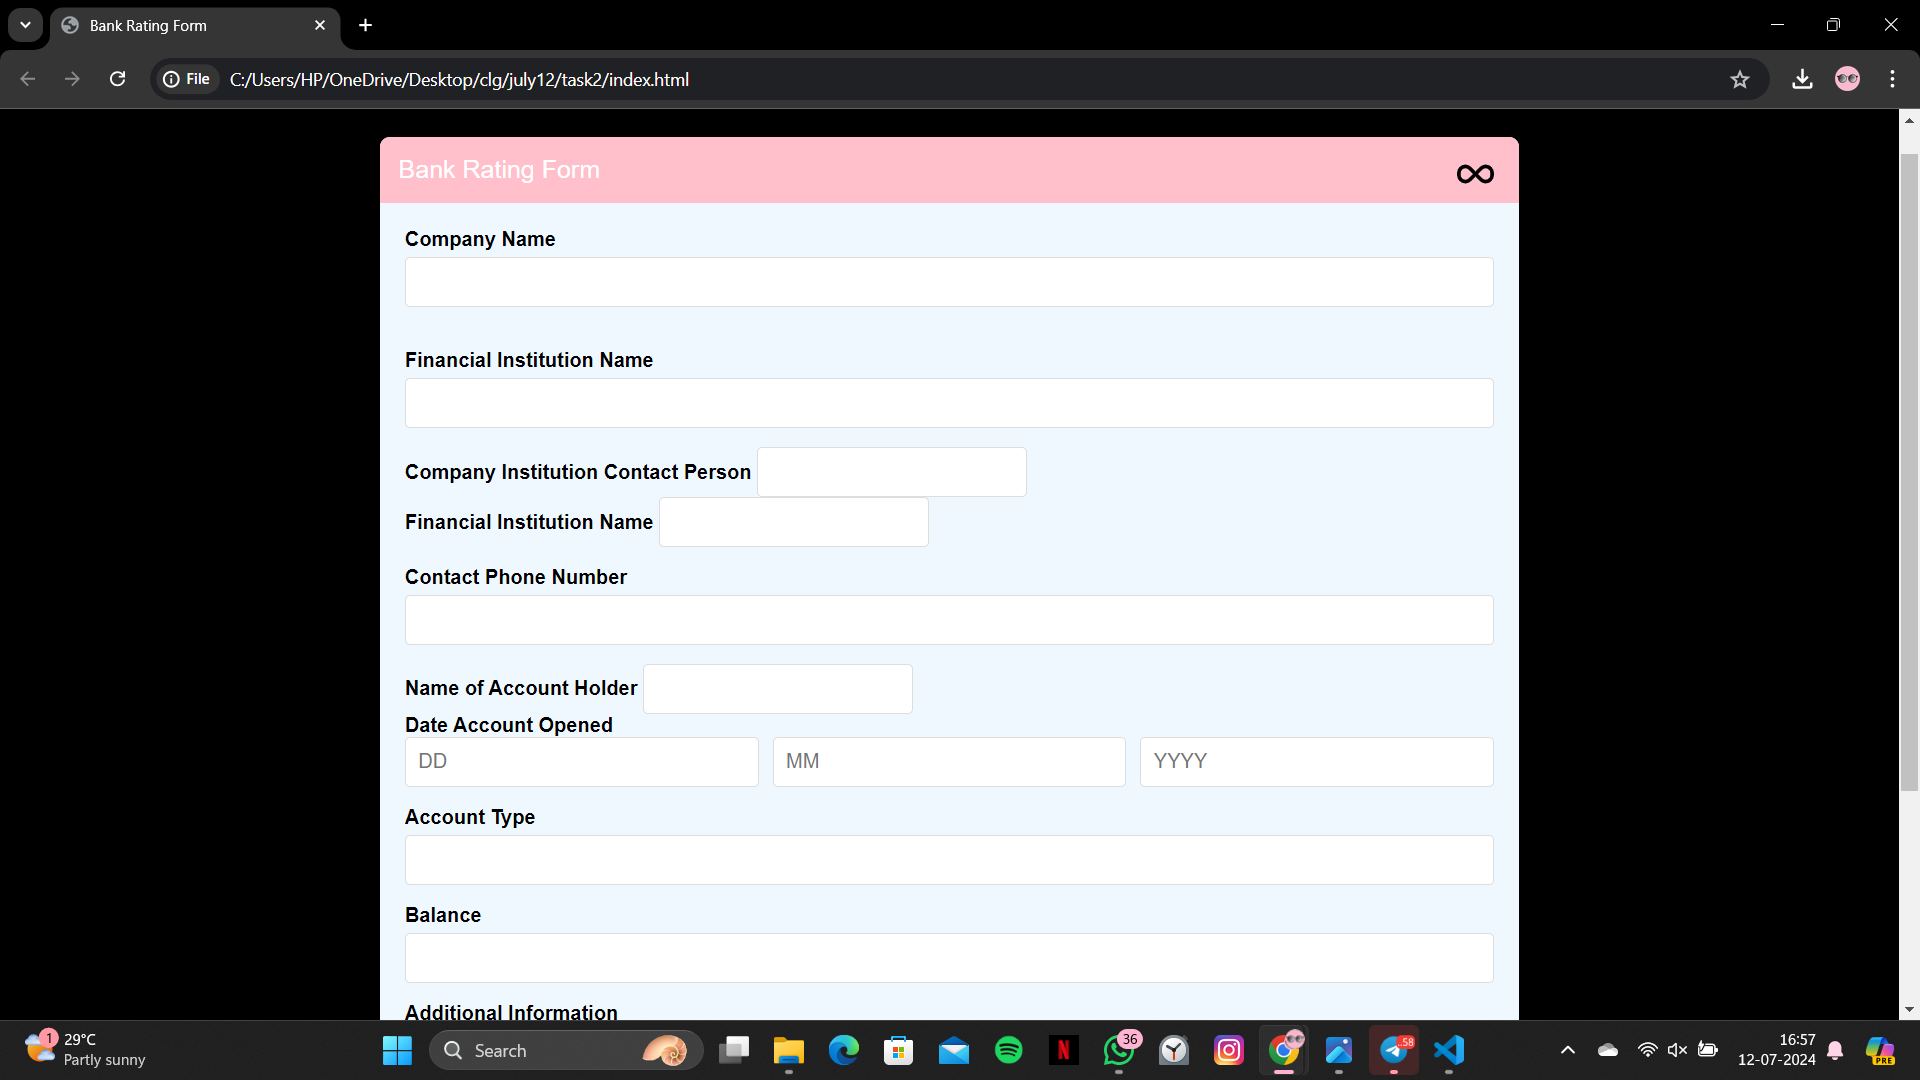 Bank Rating Form
File
C:/Users/HP/OneDrive/Desktop/clg/july12/task2/index.html
Bank Rating Form
Company Name
Financial Institution Name
Company Institution Contact Person
Financial Institution Name
Contact Phone Number
Name of Account Holder
Date Account Opened
DD MM YYYY
Account Type
Balance
Additional Information
1
29°C
Partly sunny
Search
N
36
.58
PRE
16:57
12-07-2024